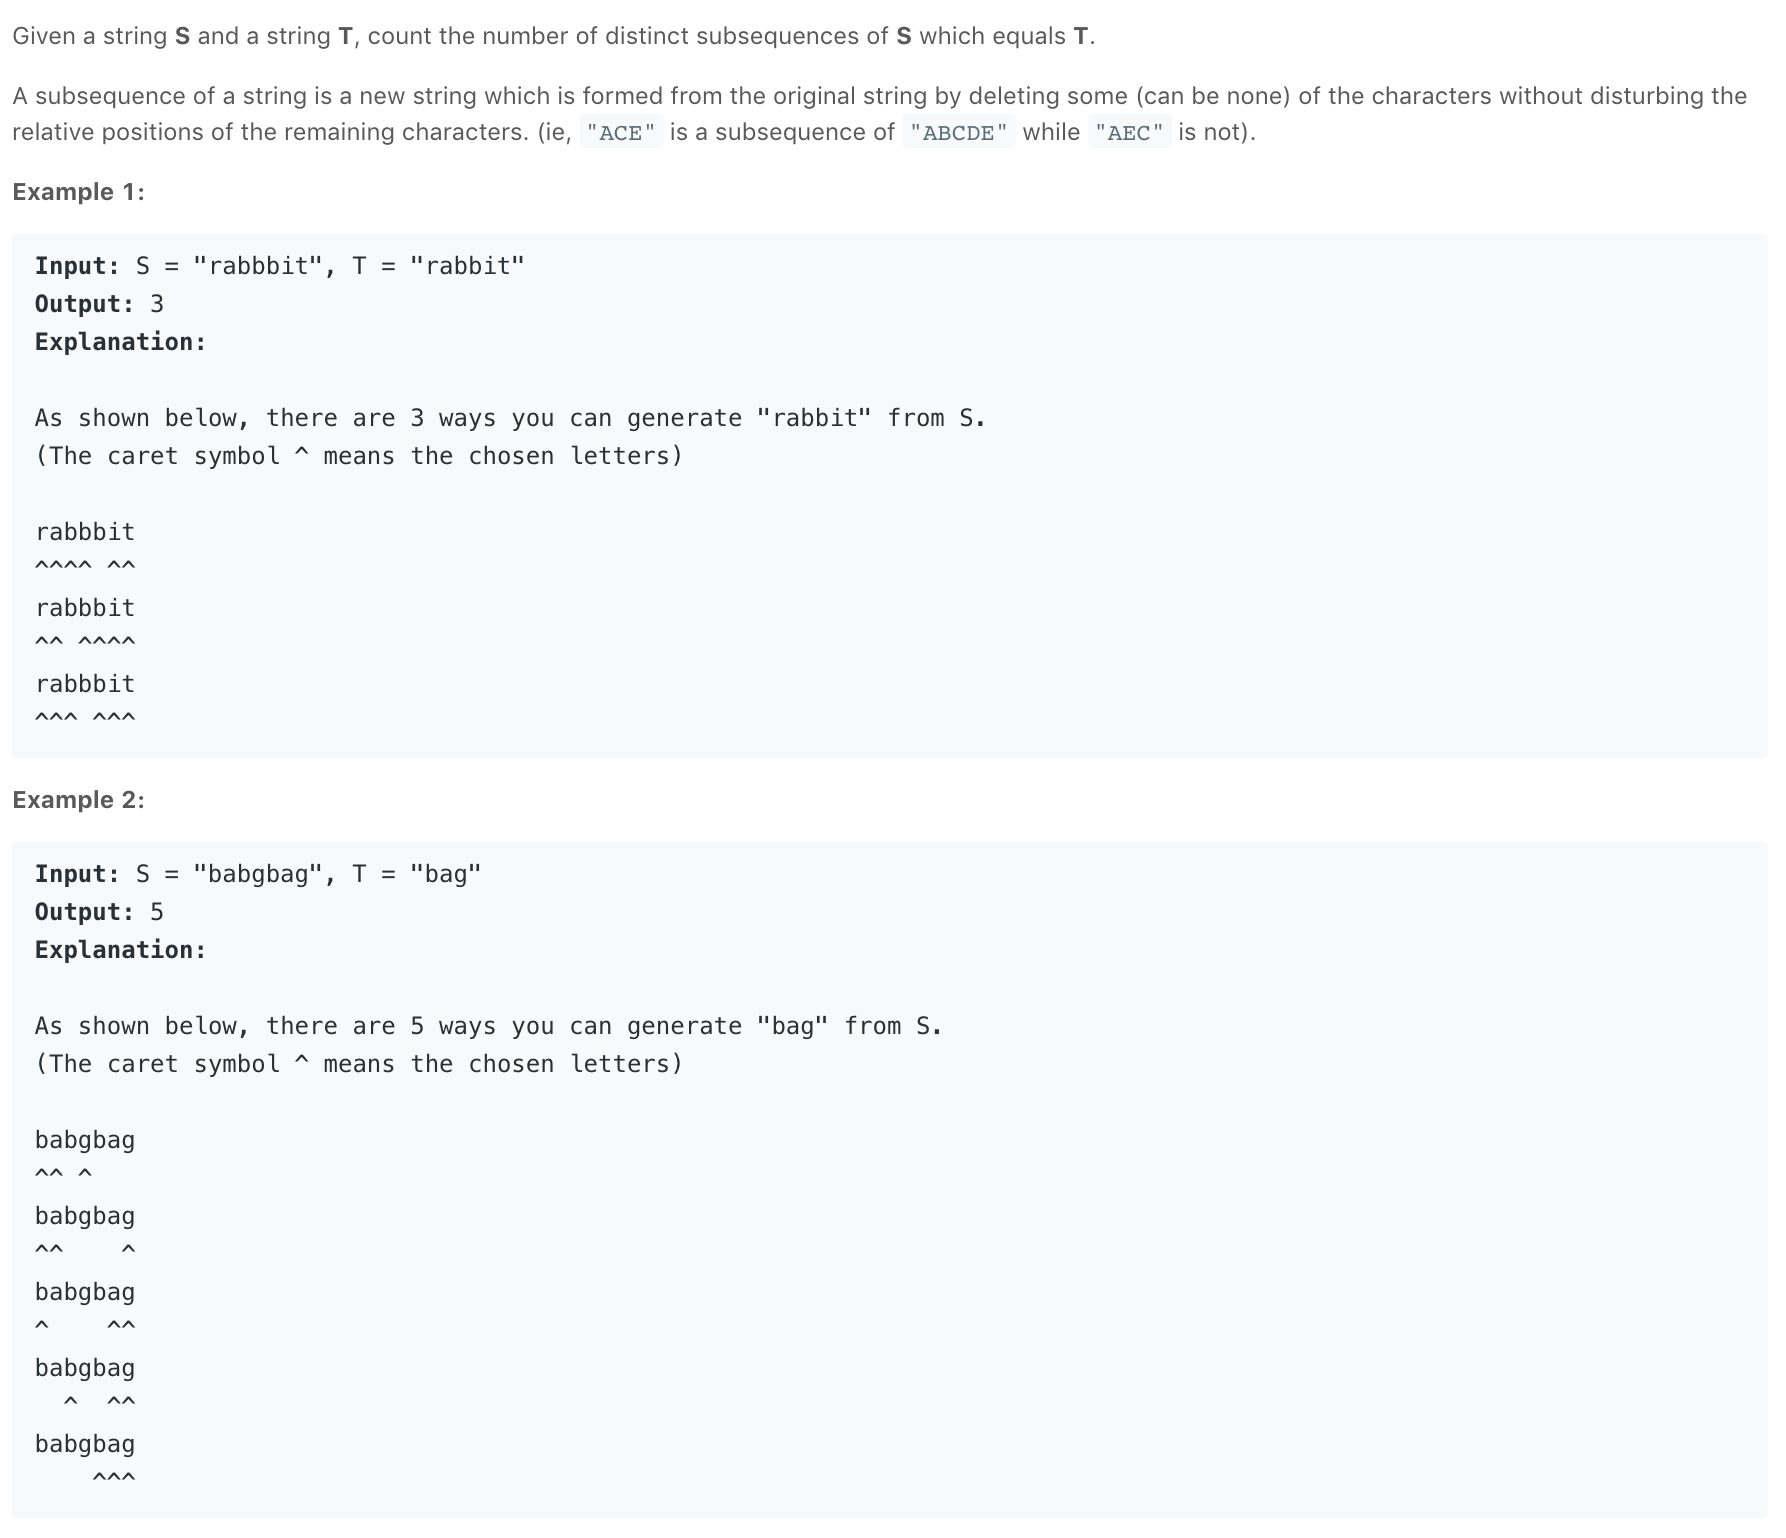 Given a string S and a string T, count the number of distinct subsequences of S which equals T.
A subsequence of a string is a new string which is formed from the original string by deleting some (can be none) of the characters without disturbing the
relative positions of the remaining characters. (ie, "ACE" is a subsequence of "ABCDE" while "AEC" is not).
Example 1:
Input: S = "rabbbit", T = "rabbit"
Output: 3
Explanation:
As shown below, there are 3 ways you can generate "rabbit" from S.
(The caret symbol ^ means the chosen letters)
rabbbit
^^^^ ^^
rabbbit
^^ ^^^^
rabbbit
^^^ ^^^
Example 2:
Input: S = "babgbag", T = "bag"
Output: 5
Explanation:
As shown below, there are 5 ways you can generate "bag" from S.
(The caret symbol ^ means the chosen letters)
babgbag
^^ ^
babgbag
^^    ^
babgbag
^    ^^
babgbag
  ^  ^^
babgbag
    ^^^